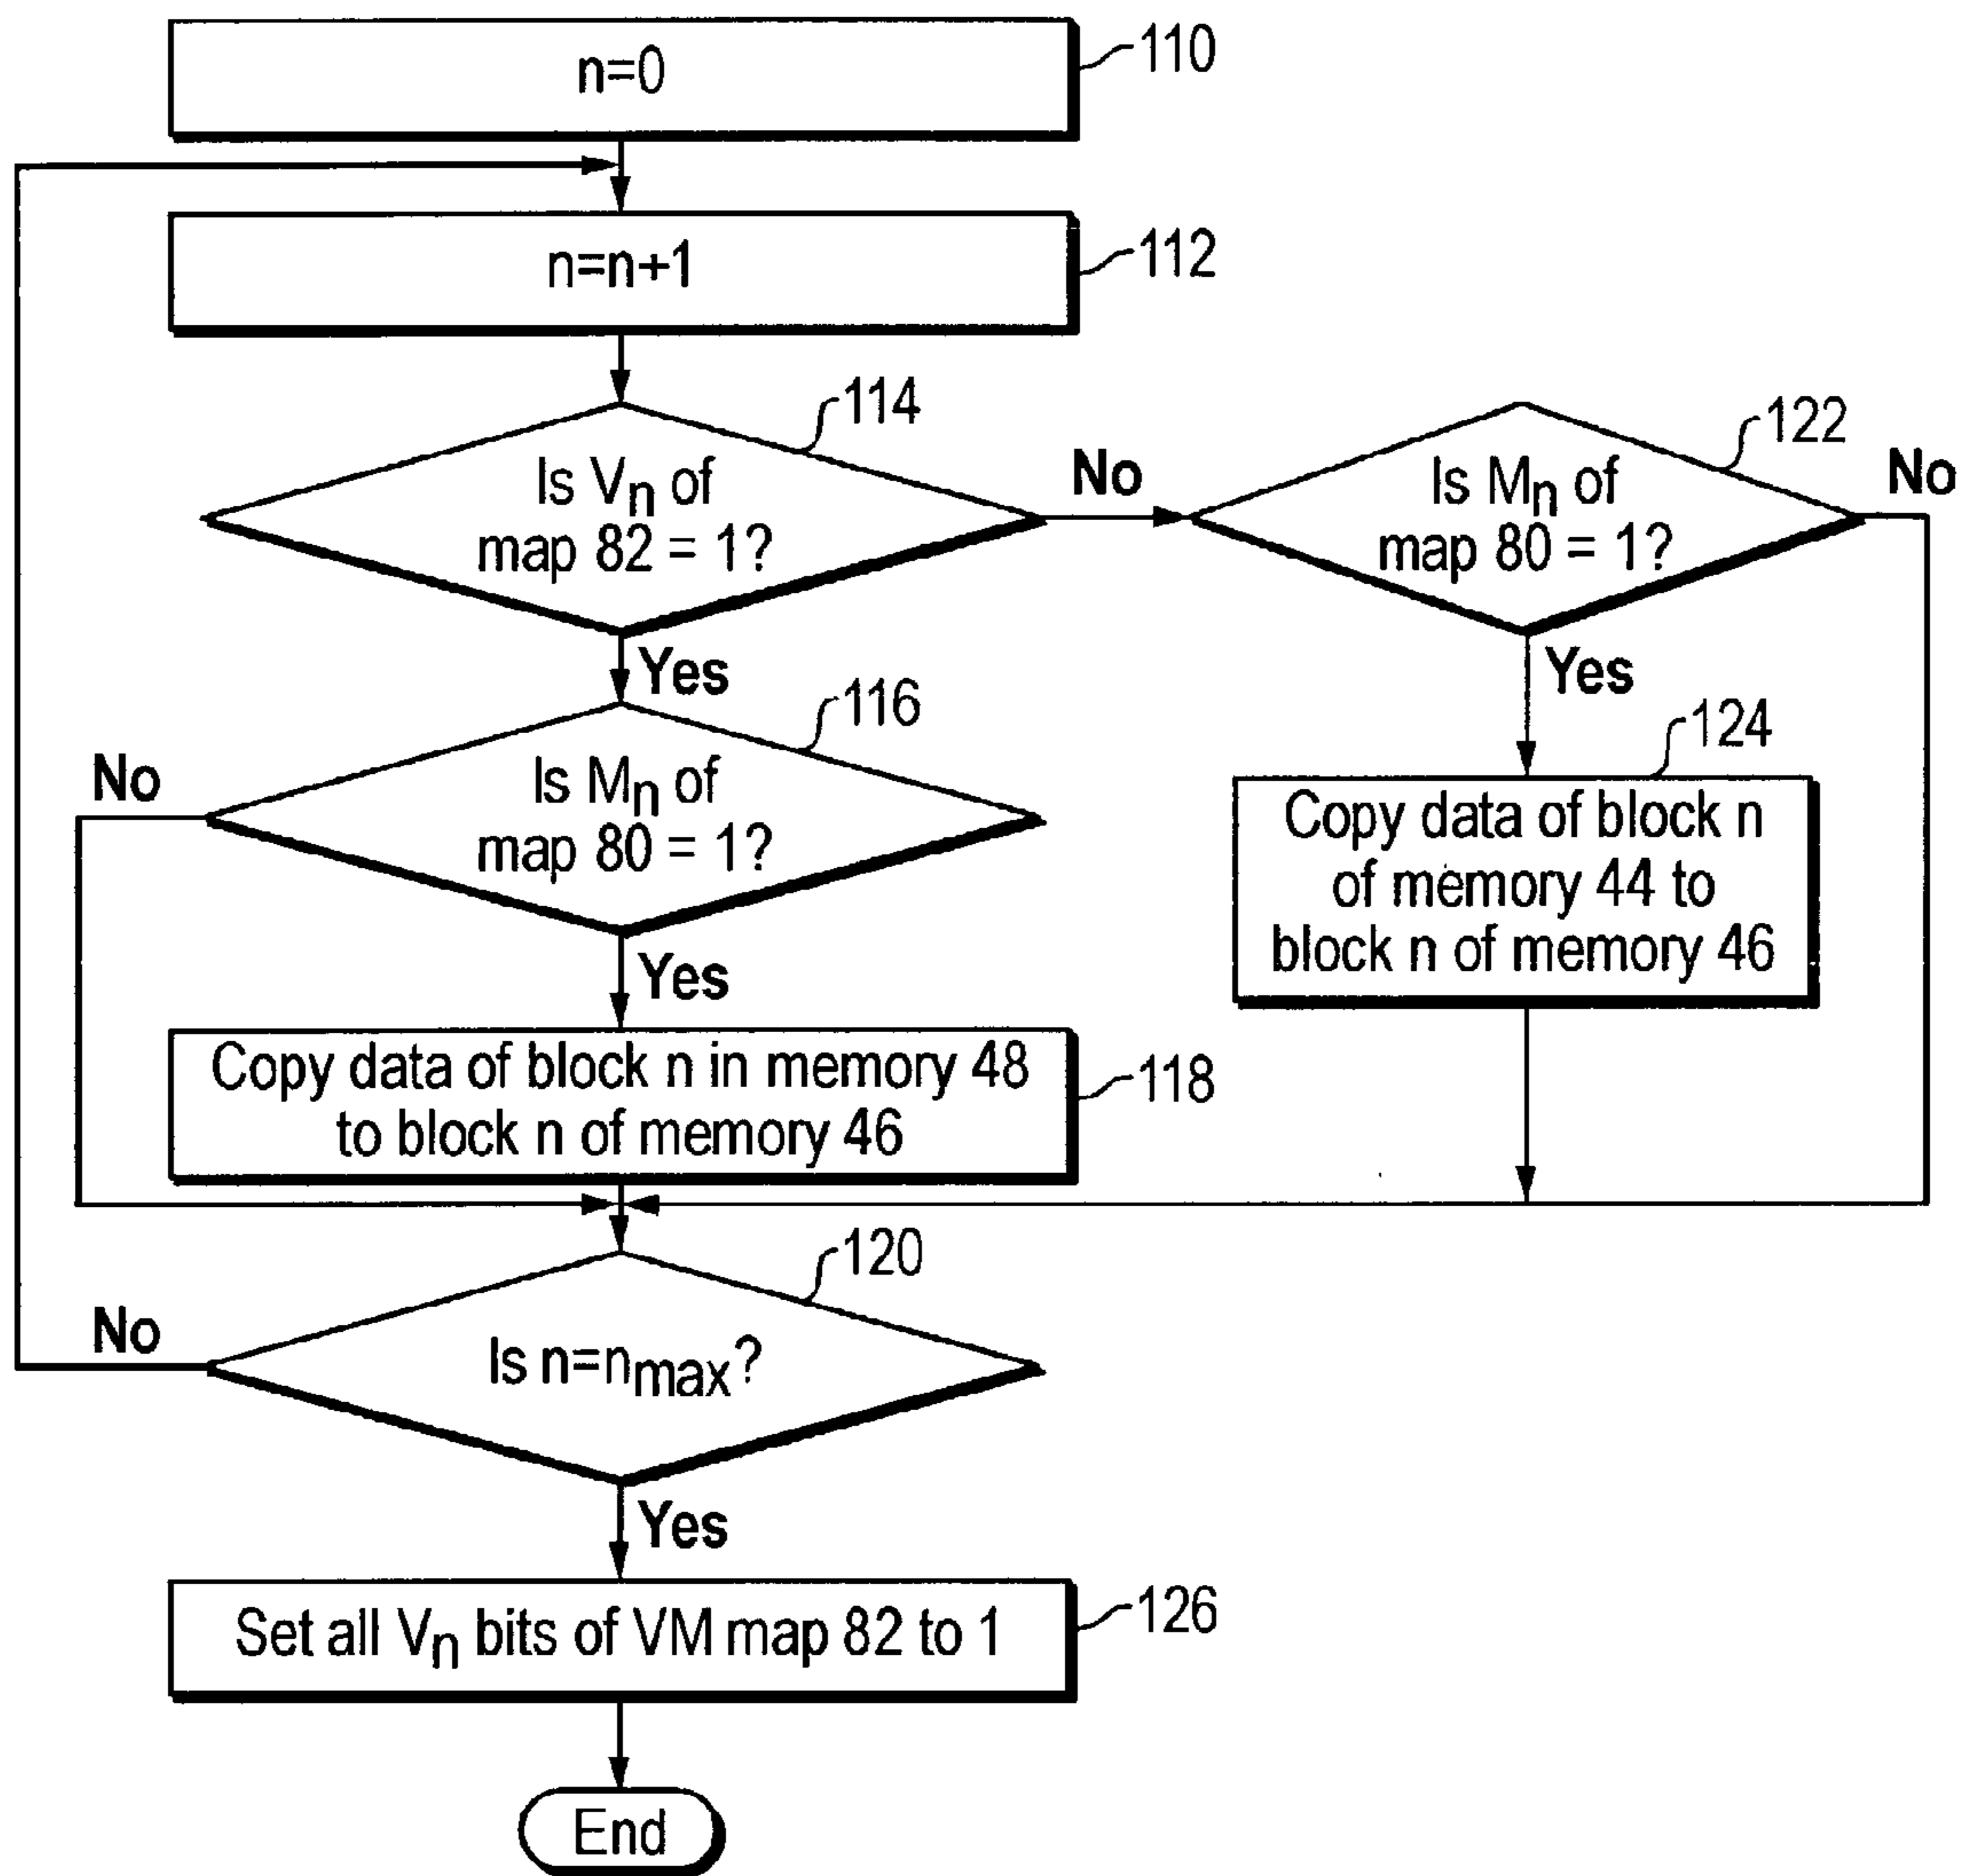 n=0
110
n=n+1
112
114
Is Vn of
map 82 = 1?
No
122
Is Mn of
map 80 = 1?
No
Yes
Yes
116
Is Mn of
map 80 = 1?
No
124
Copy data of block n
of memory 44 to
block n of memory 46
Yes
Copy data of block n in memory 48
to block n of memory 46
118
120
Is n=nmax?
No
Yes
Set all Vn bits of VM map 82 to 1
126
End